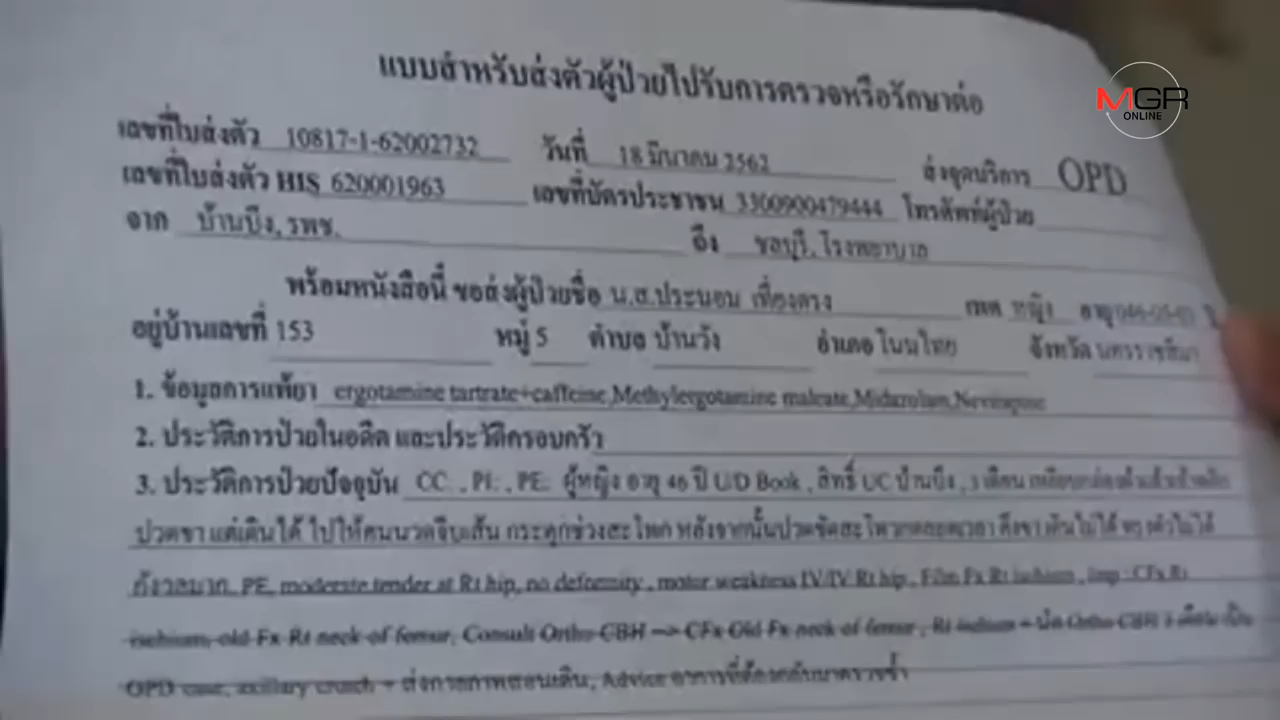 MGR
ONLINE
แบบสำหรับส่งตัวผู้ป่วยไปรับการตรวจหรือรักษาต่อ
เลขที่ใบส่งตัว 10817-1-62002732 วันที่ 18 มีนาคม 2562 ส่งจุดบริการ OPD
เลขที่ใบส่งตัว HIS 620001963 เลขที่บัตรประชาชน 3300900479444 โทรศัพท์ผู้ป่วย
จาก บ้านบึง, รพช. ถึง ชลบุรี, โรงพยาบาล
พร้อมหนังสือนี้ ขอส่งผู้ป่วยชื่อ น.ส.ประนอม เที่ยงตรง เพศ หญิง อายุ ปี
อยู่บ้านเลขที่ 153 หมู่ 5 ตำบล บ้านวัง อำเภอ โนนไทย จังหวัด นครราชสีมา
1. ข้อมูลการแพ้ยา ergotamine tartrate+caffeine,Methylergotamine maleate,Midazolam,
2. ประวัติการป่วยในอดีต และประวัติครอบครัว
3. ประวัติการป่วยปัจจุบัน CC: , PI: , PE: ผู้หญิง อายุ 46 ปี U/D Book , สิทธิ์ UC บ้านบึง , 3 เดือน
ปวดขา แต่เดินได้ ไปให้คนนวดจับเส้น กระดูกช่วงสะโพก หลังจากนั้นปวดขัดสะโพก เดินไม่ได้
กังวลมาก, PE, moderate tender at Rt hip, no deformity , motor weakness IV/IV Rt hip , Film Fx Rt ischium , imp : CFx Rt
ischium, old Fx Rt neck of femur, Consult Ortho CBH --> CFx Old Fx neck of femur , Rt ischium
OPD case, axillary crutch + ส่งกายภาพสอนเดิน, Advice อาการที่ต้องกลับมาตรวจซ้ำ